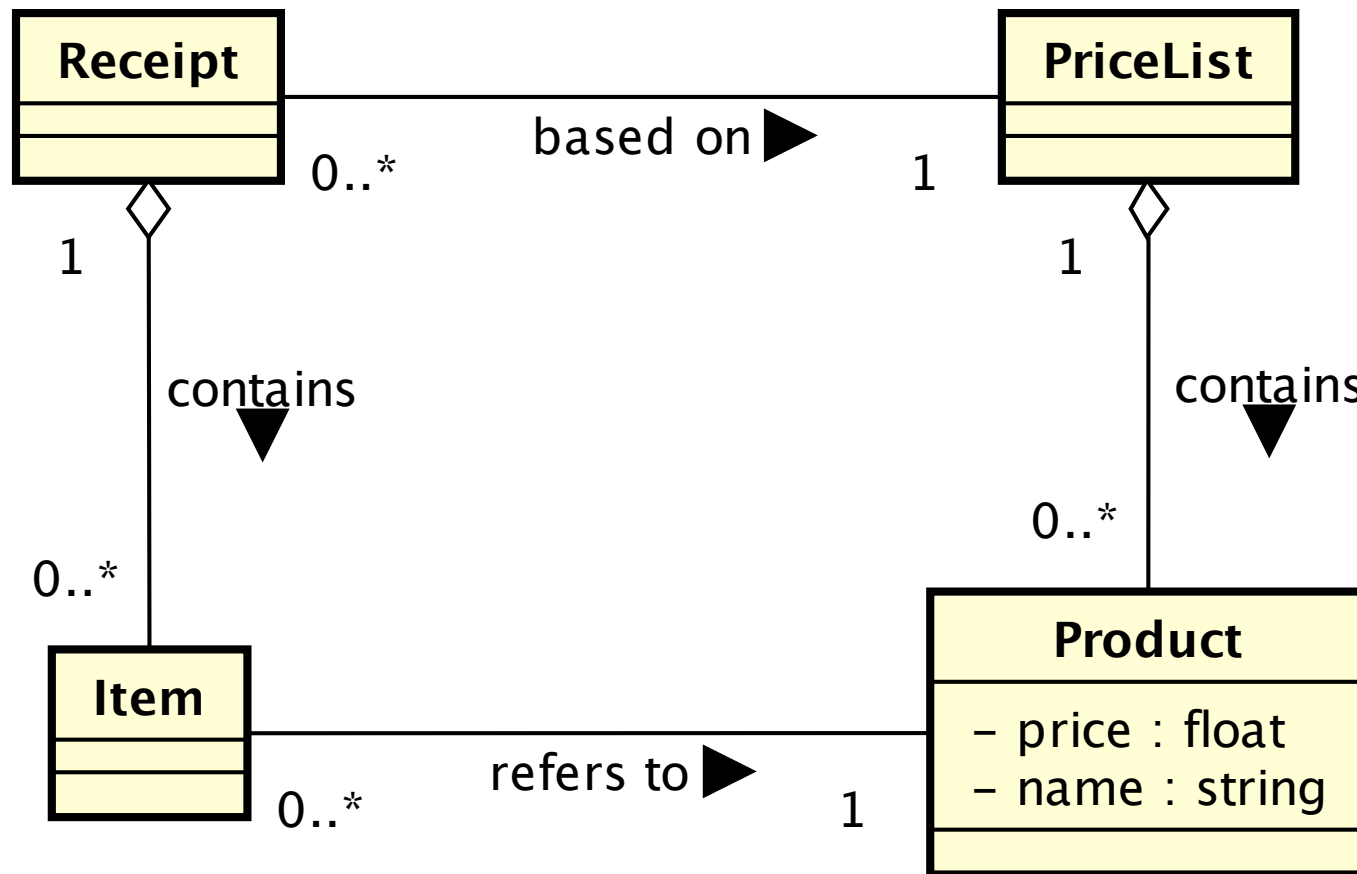 Receipt
PriceList
based on
0..*
1
1
1
contains
contains
0..*
0..*
Product
Item
- price : float
- name : string
refers to
0..*
1